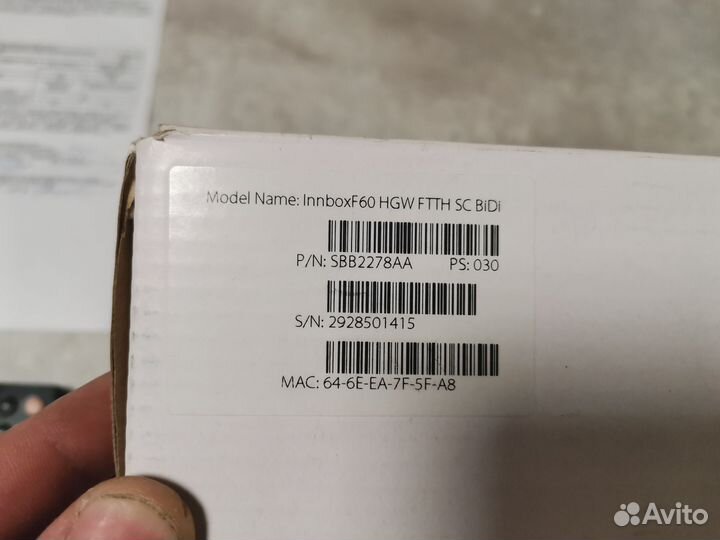 Model Name: InnboxF60 HGW FTTH SC BiDi
P/N: SBB2278AA PS: 030
S/N: 2928501415
MAC: 64-6E-EA-7F-5F-A8
Avito